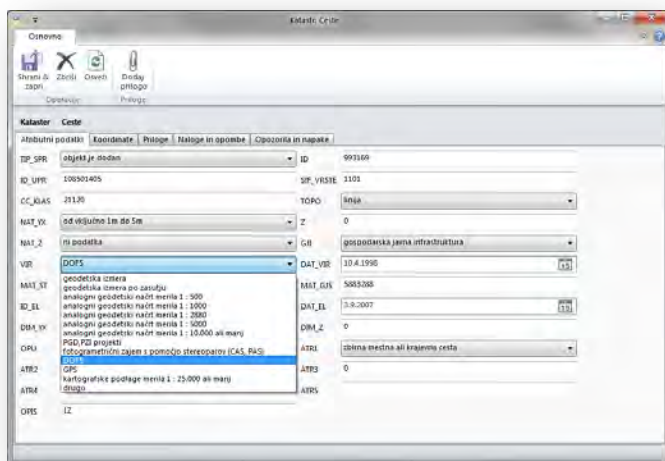 Kataster Ceste
Osnovno
Shrani & zapri
Zbriši
Osveži
Dodaj prilogo
Operacije
Priloge
Kataster Ceste
Atributni podatki
Koordinate
Priloge
Naloge in opombe
Opozorila in napake
TIP_SPR objekt je dodan
ID 993169
ID_UPR 108501405
SIF_VRSTE 1101
CC_KLAS 21120
TOPO linija
NAT_YX od vključno 1m do 5m
Z 0
NAT_Z ni podatka
GJI gospodarska javna infrastruktura
VIR DOF5
DAT_VIR 10.4.1998
geodetska izmera
geodetska izmera po zasutju
analogni geodetski načrt merila 1 : 500
analogni geodetski načrt merila 1 : 1000
analogni geodetski načrt merila 1 : 2880
analogni geodetski načrt merila 1 : 5000
analogni geodetski načrt merila 1 : 10.000 ali manj
PGD,PZI projekti
fotogrametrični zajem s pomočjo stereoparov (CAS, PAS)
DOF5
GPS
kartografske podlage merila 1 : 25.000 ali manj
drugo
MAT_ST
MAT_GJS 5883288
ID_EL
DAT_EL 3.9.2007
DIM_YX
DIM_Z 0
OPU
ATR1 zbirna mestna ali krajevna cesta
ATR2
ATR3 0
ATR4
ATR5
OPIS IZ